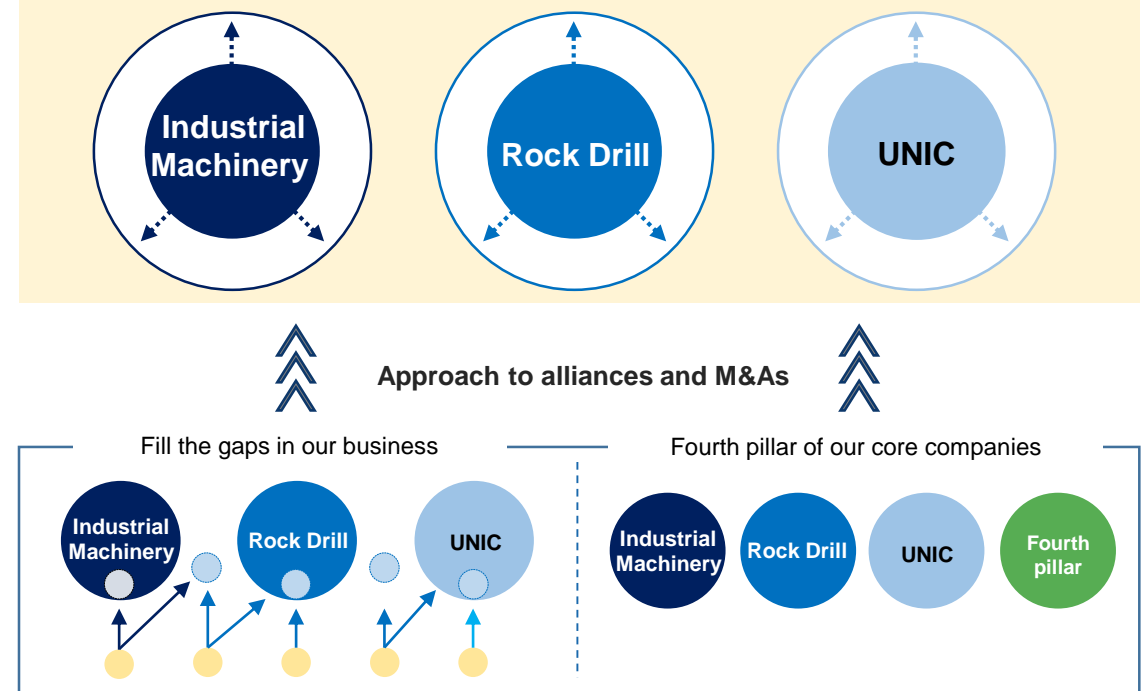 Industrial
Machinery
Rock Drill
UNIC
Approach to alliances and M&As
Fill the gaps in our business
Fourth pillar of our core companies
Industrial
Machinery
Rock Drill
UNIC
Industrial
Machinery
Rock Drill
UNIC
Fourth
pillar